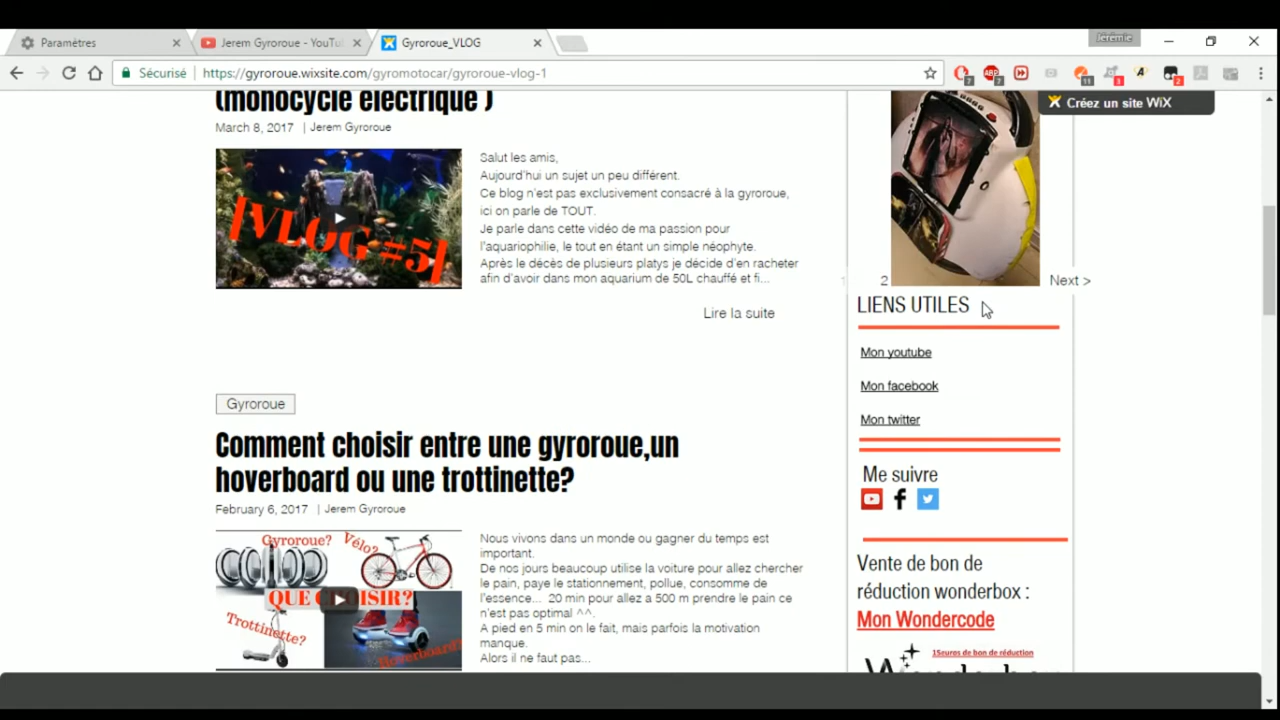 Paramètres
Jerem Gyroroue - YouTu
Gyroroue_VLOG
Jérémie
Sécurisé
https://gyroroue.wixsite.com/gyromotocar/gyroroue-vlog-1
7
7
11
3
2
Créez un site WiX
(monocycle électrique )
March 8, 2017 | Jerem Gyroroue
[VLOG #5]
Salut les amis,
Aujourd'hui un sujet un peu différent.
Ce blog n'est pas exclusivement consacré à la gyroroue,
ici on parle de TOUT.
Je parle dans cette vidéo de ma passion pour
l'aquariophilie, le tout en étant un simple néophyte.
Après le décès de plusieurs platys je décide d'en racheter
afin d'avoir dans mon aquarium de 50L chauffé et fi...
Lire la suite
Gyroroue
Comment choisir entre une gyroroue,un
hoverboard ou une trottinette?
February 6, 2017 | Jerem Gyroroue
Gyroroue?
Vélo?
QUE CHOISIR?
Trottinette?
Hoverboard?
Nous vivons dans un monde ou gagner du temps est
important.
De nos jours beaucoup utilise la voiture pour allez chercher
le pain, paye le stationnement, pollue, consomme de
l'essence... 20 min pour allez a 500 m prendre le pain ce
n'est pas optimal ^^.
A pied en 5 min on le fait, mais parfois la motivation
manque.
Alors il ne faut pas...
1 2 Next >
LIENS UTILES
Mon youtube
Mon facebook
Mon twitter
Me suivre
Vente de bon de
réduction wonderbox :
Mon Wondercode
15euros de bon de réduction
Wonderbox